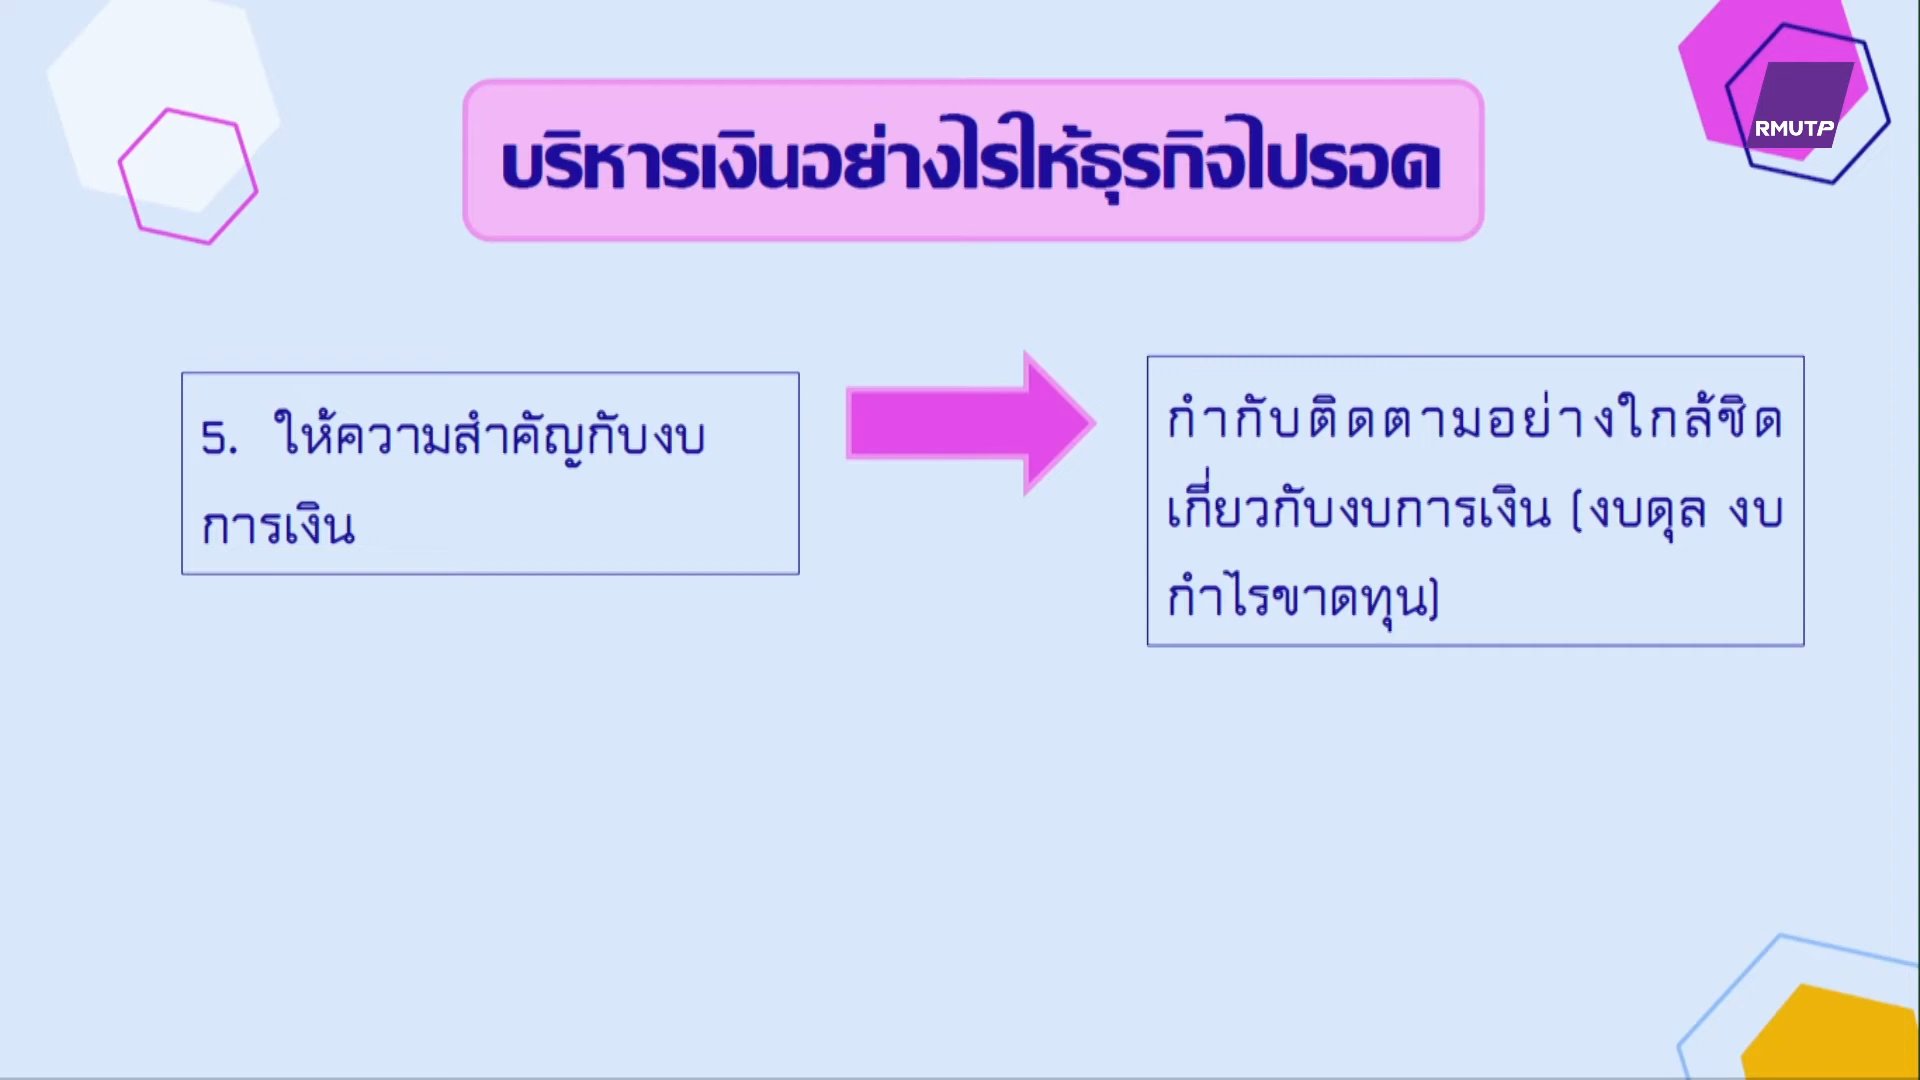 RMUTP
บริหารเงินอย่างไรให้ธุรกิจไปรอด
5. ให้ความสำคัญกับงบ
การเงิน
กำกับติดตามอย่างใกล้ชิด
เกี่ยวกับงบการเงิน (งบดุล งบ
กำไรขาดทุน)